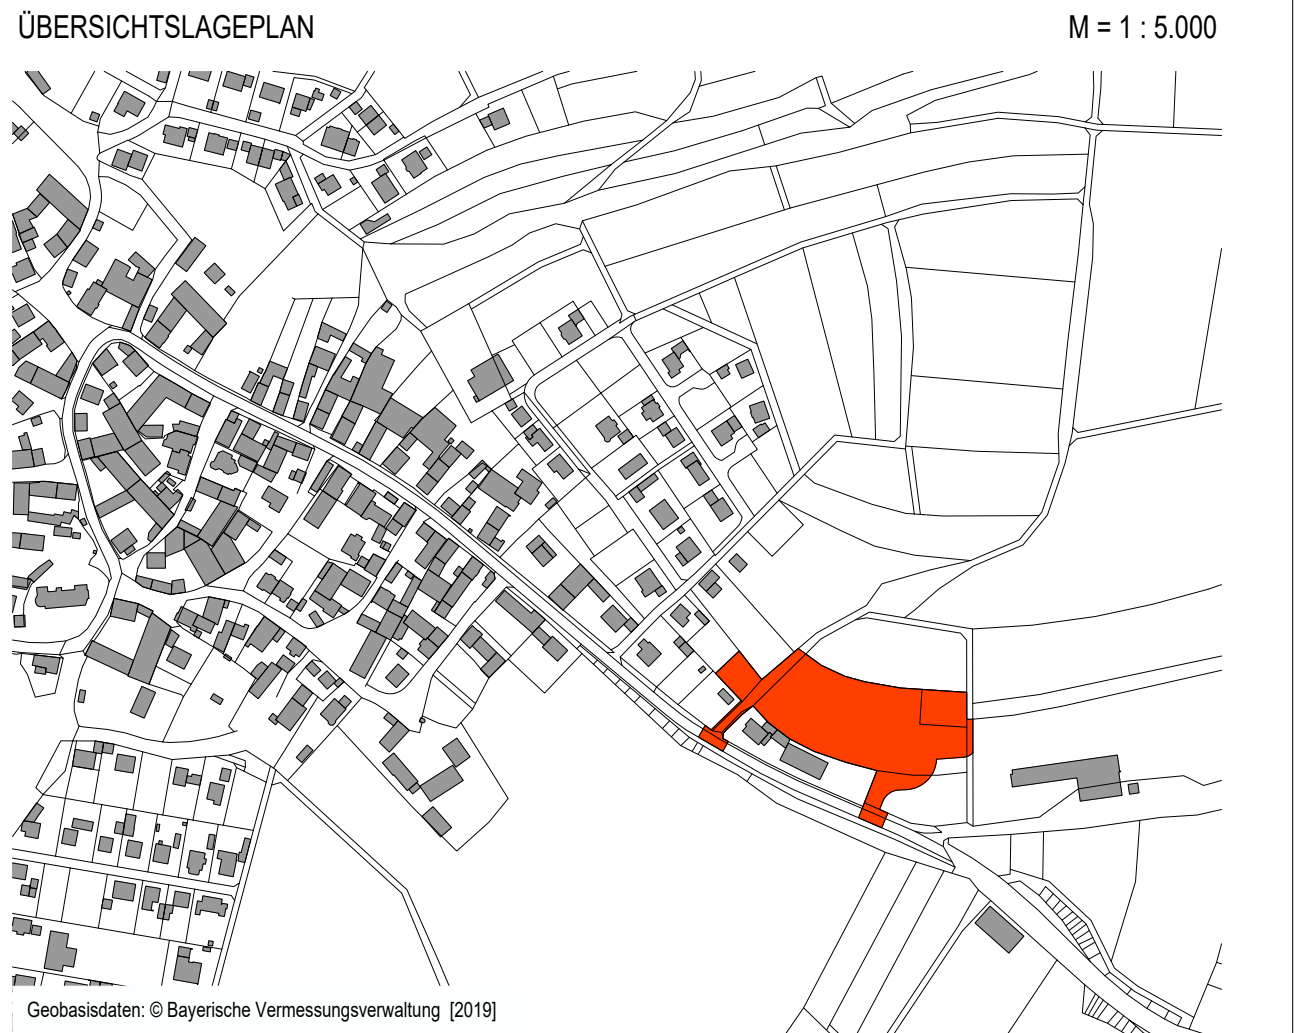 ÜBERSICHTSLAGEPLAN
M = 1 : 5.000
Geobasisdaten: © Bayerische Vermessungsverwaltung [2019]